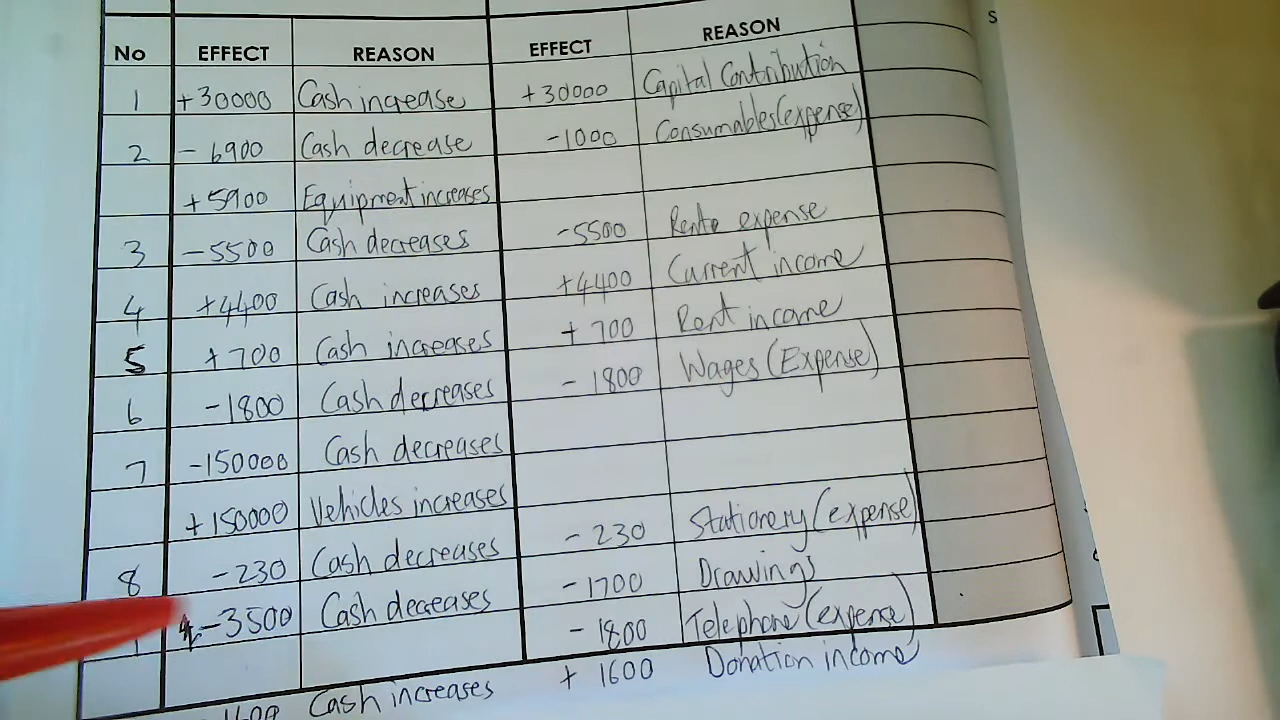 S
No EFFECT REASON EFFECT REASON
1 +30000 Cash increase +30000 Capital Contribution
2 - 6900 Cash decrease -1000 Consumables(expense)
+5900 Equipment increases
3 -5500 Cash decreases -5500 Rent expense
4 +4400 Cash increases +4400 Current income
5 +700 Cash increases +700 Rent income
6 -1800 Cash decreases -1800 Wages (Expense)
7 -150000 Cash decreases
+150000 Vehicles increases
8 -230 Cash decreases -230 Stationery (expense)
-3500 Cash decreases -1700 Drawings
-1800 Telephone (expense)
Cash increases + 1600 Donation income